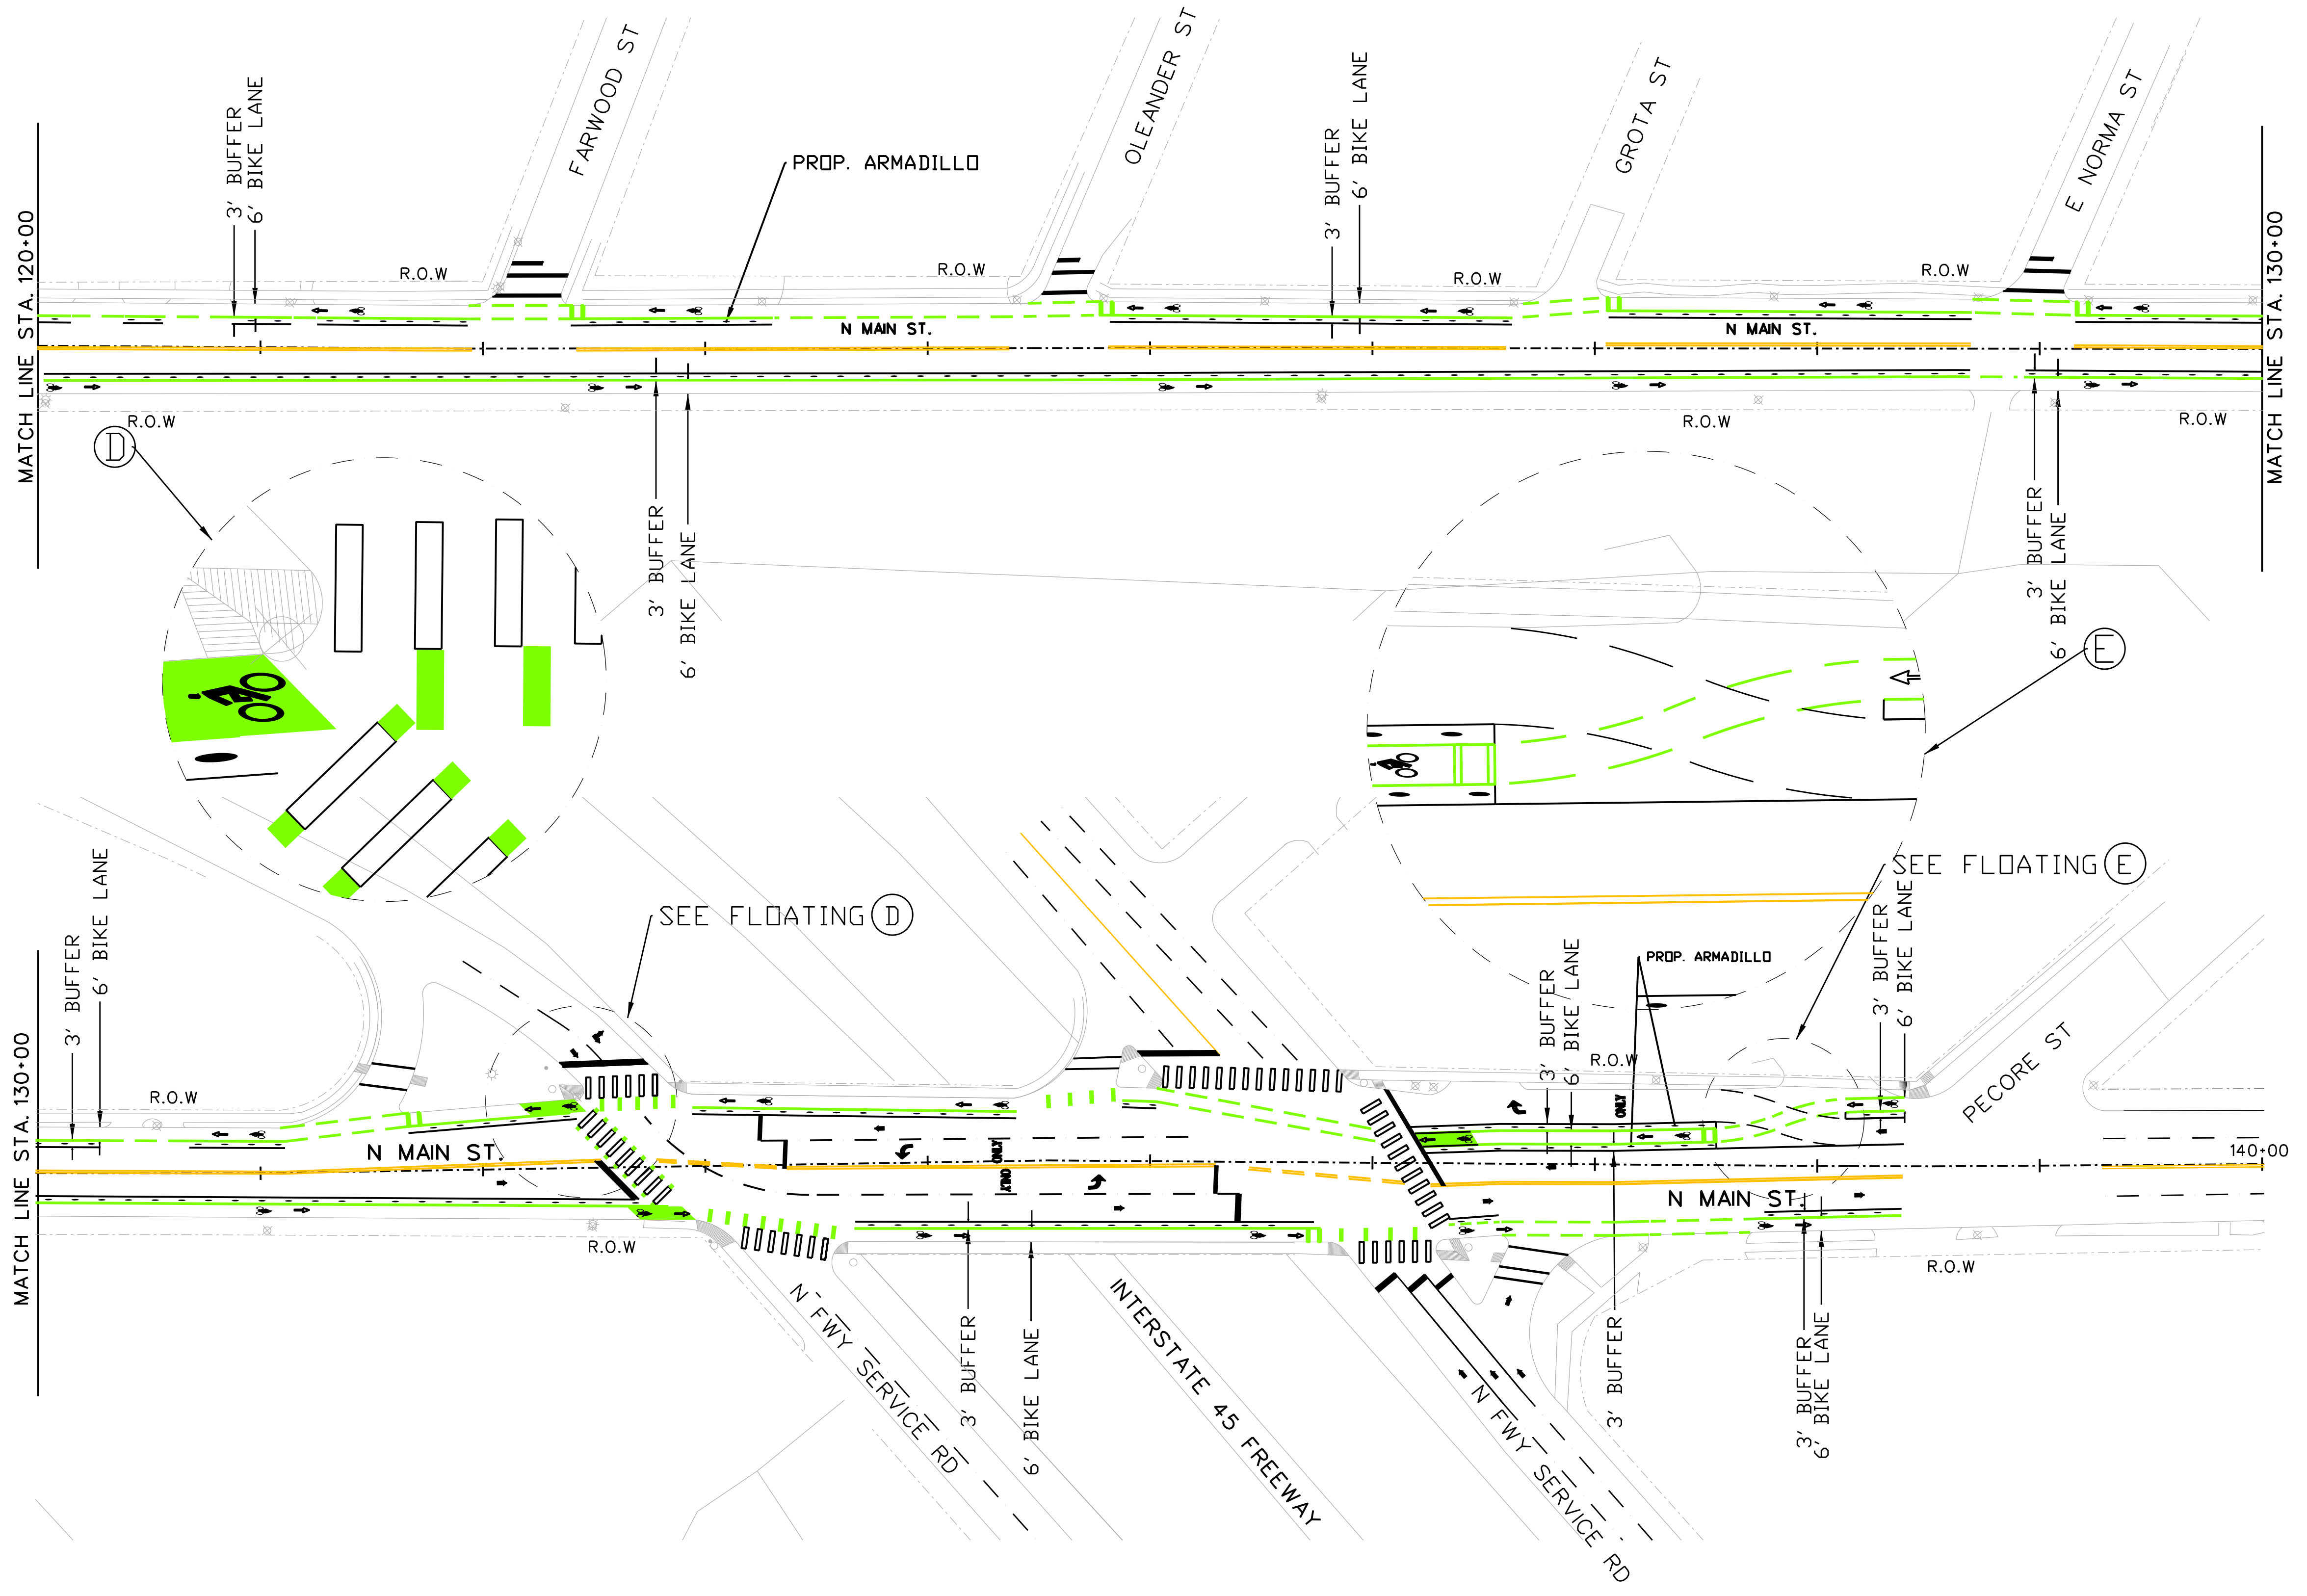 FARWOOD ST
OLEANDER ST
GROTA ST
E NORMA ST
3' BUFFER
6' BIKE LANE
PROP. ARMADILLO
3' BUFFER
6' BIKE LANE
MATCH LINE STA. 120+00
MATCH LINE STA. 130+00
R.O.W
R.O.W
R.O.W
R.O.W
N MAIN ST.
N MAIN ST.
R.O.W
R.O.W
R.O.W
D
3' BUFFER
6' BIKE LANE
3' BUFFER
6' BIKE LANE
E
SEE FLOATING E
SEE FLOATING D
3' BUFFER
6' BIKE LANE
3' BUFFER
6' BIKE LANE
PROP. ARMADILLO
3' BUFFER
6' BIKE LANE
MATCH LINE STA. 130+00
R.O.W
R.O.W
ONLY
PECORE ST
N MAIN ST.
ONLY
ONLY
140+00
N MAIN ST.
R.O.W
R.O.W
N FWY SERVICE RD
3' BUFFER
6' BIKE LANE
INTERSTATE 45 FREEWAY
N FWY SERVICE RD
3' BUFFER
3' BUFFER
6' BIKE LANE